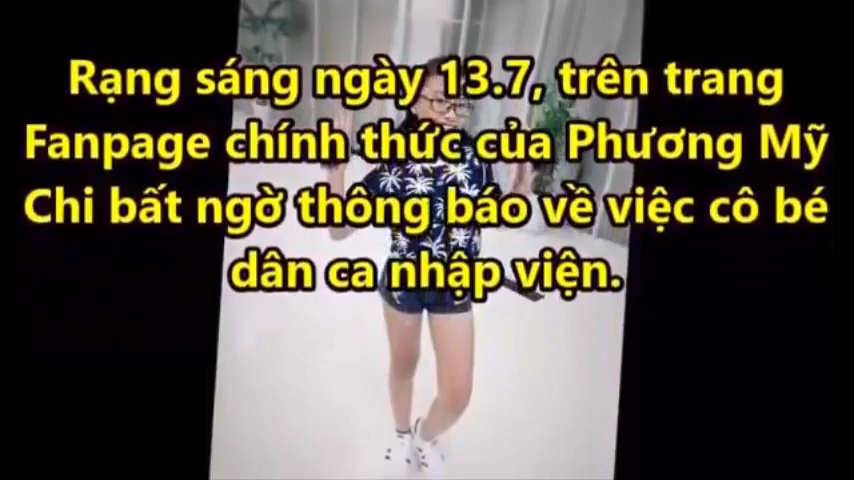 Rạng sáng ngày 13.7, trên trang
Fanpage chính thức của Phương Mỹ
Chi bất ngờ thông báo về việc cô bé
dân ca nhập viện.